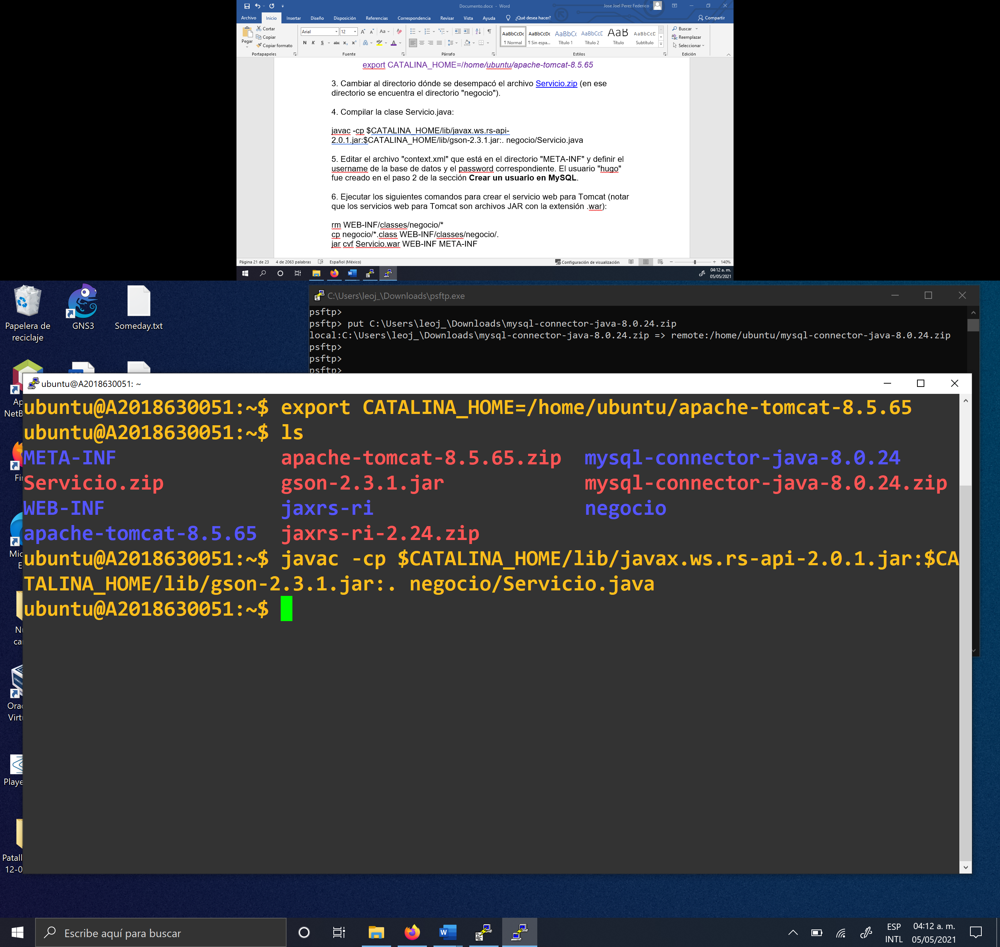 Documento.docx - Word
Jose Joel Perez Federico
Archivo Inicio Insertar Diseño Disposición Referencias Correspondencia Revisar Vista Ayuda ¿Qué desea hacer? Compartir
Pegar
Cortar
Copiar
Copiar formato
Portapapeles
Arial 12
Fuente
Párrafo
AaBbCcDc AaBbCcDc AaBbCc AaBbCcE AaB AaBbCcE
¶ Normal ¶ Sin espa... Título 1 Título 2 Título Subtítulo
Estilos
Buscar
Reemplazar
Seleccionar
Edición
export CATALINA_HOME=/home/ubuntu/apache-tomcat-8.5.65
3. Cambiar al directorio dónde se desempacó el archivo Servicio.zip (en ese
directorio se encuentra el directorio "negocio").
4. Compilar la clase Servicio.java:
javac -cp $CATALINA_HOME/lib/javax.ws.rs-api-
2.0.1.jar:$CATALINA_HOME/lib/gson-2.3.1.jar:. negocio/Servicio.java
5. Editar el archivo "context.xml" que está en el directorio "META-INF" y definir el
username de la base de datos y el password correspondiente. El usuario "hugo"
fue creado en el paso 2 de la sección Crear un usuario en MySQL.
6. Ejecutar los siguientes comandos para crear el servicio web para Tomcat (notar
que los servicios web para Tomcat son archivos JAR con la extensión .war):
rm WEB-INF/classes/negocio/*
cp negocio/*.class WEB-INF/classes/negocio/.
jar cvf Servicio.war WEB-INF META-INF
Página 21 de 23 4 de 2063 palabras Español (México) Configuración de visualización 140%
04:12 a. m.
05/05/2021
Papelera de
reciclaje
GNS3
Someday.txt
C:\Users\leoj_\Downloads\psftp.exe
psftp>
psftp> put C:\Users\leoj_\Downloads\mysql-connector-java-8.0.24.zip
local:C:\Users\leoj_\Downloads\mysql-connector-java-8.0.24.zip => remote:/home/ubuntu/mysql-connector-java-8.0.24.zip
psftp>
psftp>
psftp>
ubuntu@A2018630051: ~
ubuntu@A2018630051:~$ export CATALINA_HOME=/home/ubuntu/apache-tomcat-8.5.65
ubuntu@A2018630051:~$ ls
META-INF apache-tomcat-8.5.65.zip mysql-connector-java-8.0.24
Servicio.zip gson-2.3.1.jar mysql-connector-java-8.0.24.zip
WEB-INF jaxrs-ri negocio
apache-tomcat-8.5.65 jaxrs-ri-2.24.zip
ubuntu@A2018630051:~$ javac -cp $CATALINA_HOME/lib/javax.ws.rs-api-2.0.1.jar:$CA
TALINA_HOME/lib/gson-2.3.1.jar:. negocio/Servicio.java
ubuntu@A2018630051:~$
Ap
NetB
Fi
Mic
E
N
ca
Orac
Virt
Playe
Patall
12-0
Escribe aquí para buscar
ESP
INTL
04:12 a. m.
05/05/2021